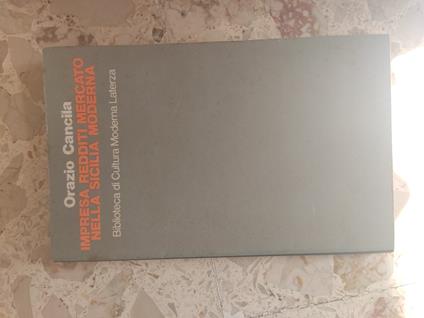 Orazio Cancila
IMPRESA REDDITI MERCATO
NELLA SICILIA MODERNA
Biblioteca di Cultura Moderna Laterza